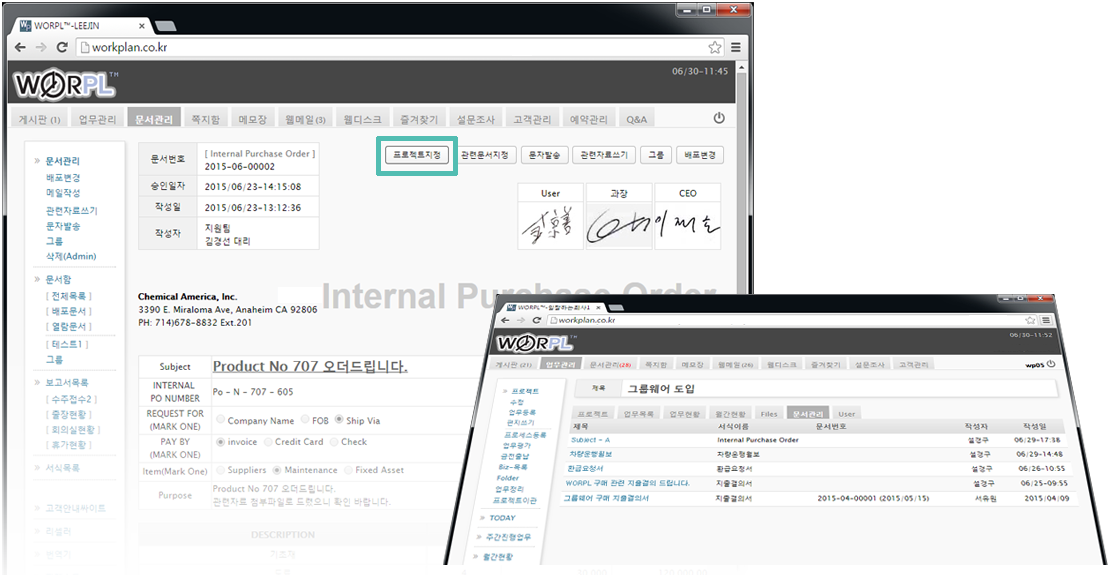 WORPL™-LEEJIN
workplan.co.kr
WORPL™
06/30-11:45
게시판 (1) 업무관리 문서관리 쪽지함 메모장 웹메일(3) 웹디스크 즐겨찾기 설문조사 고객관리 예약관리 Q&A
» 문서관리
배포변경
메일작성
관련자료쓰기
문자발송
그룹
삭제(Admin)
» 문서함
[ 전체목록 ]
[ 배포문서 ]
[ 열람문서 ]
[ 테스트1 ]
그룹
» 보고서목록
[ 수주접수2 ]
[ 출장현황 ]
[ 회의실현황 ]
[ 휴가현황 ]
» 서식목록
» 고객안내싸이트
» 리셀러
» 번역기
프로젝트지정 관련문서지정 문자발송 관련자료쓰기 그룹 배포변경
문서번호 [ Internal Purchase Order ]
2015-06-00002
승인일자 2015/06/23-14:15:08
작성일 2015/06/23-13:12:36
작성자 지원팀
김경선 대리
User 과장 CEO
Chemical America, Inc.
3390 E. Miraloma Ave, Anaheim CA 92806
PH: 714)678-8832 Ext.201
Internal Purchase Order
Subject Product No 707 오더드립니다.
INTERNAL
PO NUMBER Po - N - 707 - 605
REQUEST FOR
(MARK ONE) Company Name FOB Ship Via
PAY BY
(MARK ONE) invoice Credit Card Check
Item(Mark One) Suppliers Maintenance Fixed Asset
Purpose Product No 707 오더드립니다.
관련자료 첨부파일로 드렸으니 확인 바랍니다.
DESCRIPTION
WORPL™-일잘하는회사1
workplan.co.kr
WORPL™
06/30-11:52
게시판 (21) 업무관리 문서관리(28) 쪽지함 메모장 웹메일(26) 웹디스크 즐겨찾기 설문조사 고객관리 wp05
» 프로젝트
수정
업무등록
편지쓰기
프로세스등록
업무평가
금전출납
Biz-목록
Folder
업무정리
프로젝트이관
» TODAY
» 주간진행업무
» 월간현황
제목 그룹웨어 도입
프로젝트 업무목록 업무현황 월간현황 Files 문서관리 User
제목 서식이름 문서번호 작성자 작성일
Subject - A Internal Purchase Order 설경구 06/29-17:38
차량운행일보 차량운행일보 설경구 06/29-14:48
환급요청서 환급요청서 설경구 06/26-10:55
WORPL 구매 관련 지출결의 드립니다. 지출결의서 설경구 06/25-09:55
그룹웨어 구매 지출결의서 지출결의서 2015-04-00001 (2015/05/15) 서유원 2015/04/09